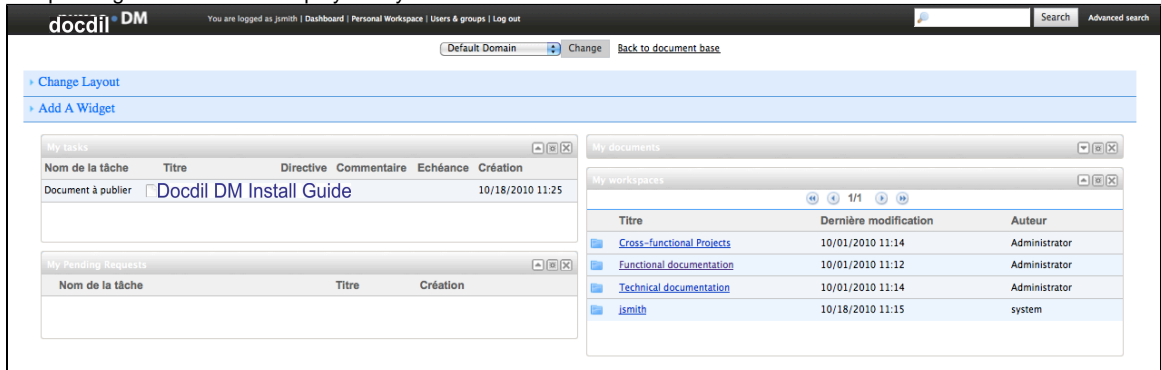 docdil DM
You are logged as jsmith | Dashboard | Personal Workspace | Users & groups | Log out
Search
Advanced search
Default Domain
Change
Back to document base
Change Layout
Add A Widget
My tasks
Nom de la tâche Titre Directive Commentaire Echéance Création
Document à publier Docdil DM Install Guide 10/18/2010 11:25
My Pending Requests
Nom de la tâche Titre Création
My documents
My workspaces
1/1
Titre Dernière modification Auteur
Cross-functional Projects 10/01/2010 11:14 Administrator
Functional documentation 10/01/2010 11:12 Administrator
Technical documentation 10/01/2010 11:14 Administrator
jsmith 10/18/2010 11:15 system